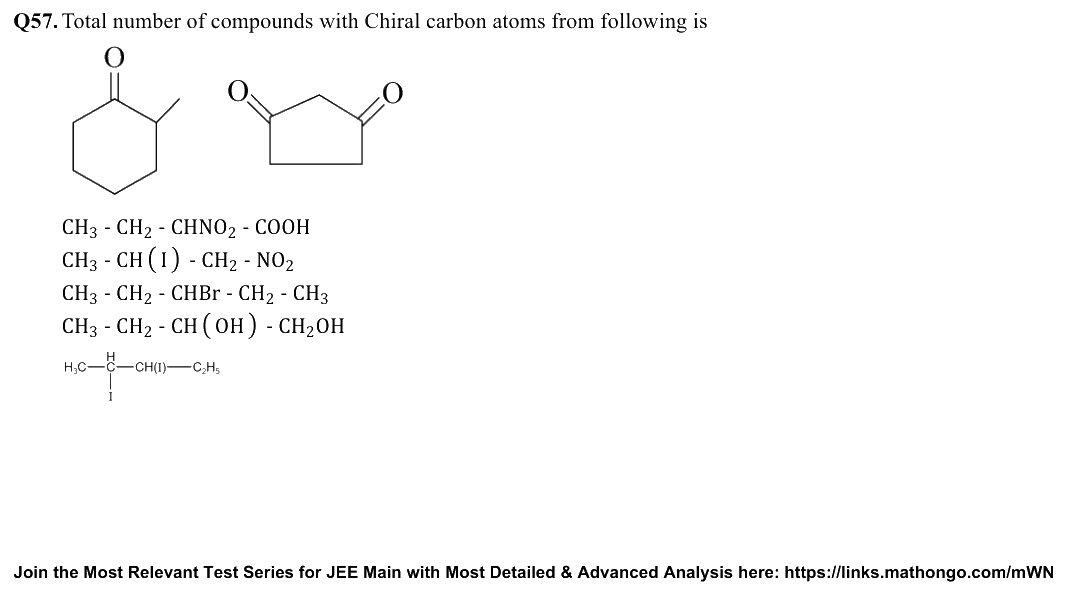 Q57. Total number of compounds with Chiral carbon atoms from following is
O
O O
CH₃ - CH₂ - CHNO₂ - COOH
CH₃ - CH(I) - CH₂ - NO₂
CH₃ - CH₂ - CHBr - CH₂ - CH₃
CH₃ - CH₂ - CH(OH) - CH₂OH
H
H₃C—C—CH(I)—C₂H₅
I
Join the Most Relevant Test Series for JEE Main with Most Detailed & Advanced Analysis here: https://links.mathongo.com/mWN